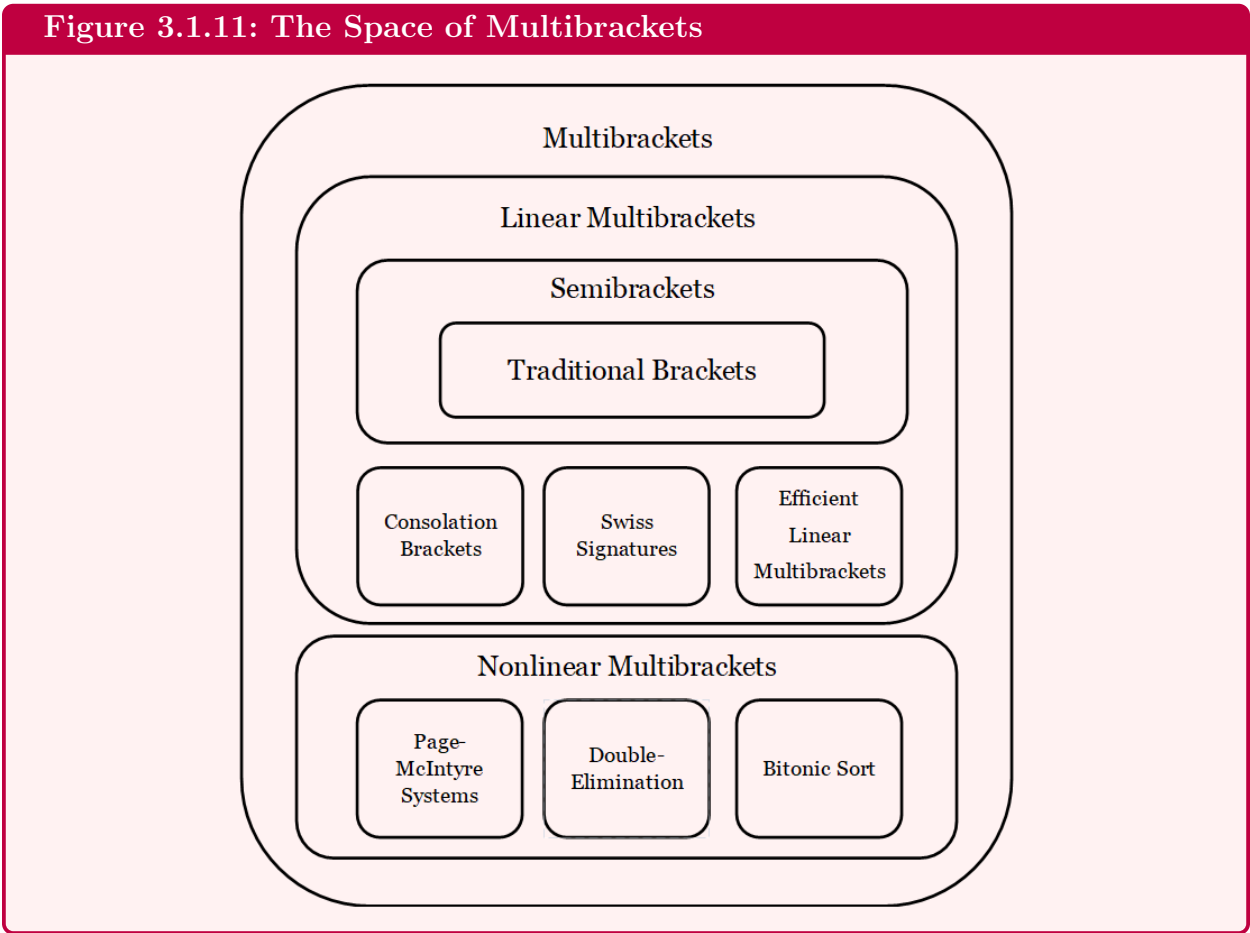 Figure 3.1.11: The Space of Multibrackets
Multibrackets
Linear Multibrackets
Semibrackets
Traditional Brackets
Consolation
Brackets
Swiss
Signatures
Efficient
Linear
Multibrackets
Nonlinear Multibrackets
Page-
McIntyre
Systems
Double-
Elimination
Bitonic Sort